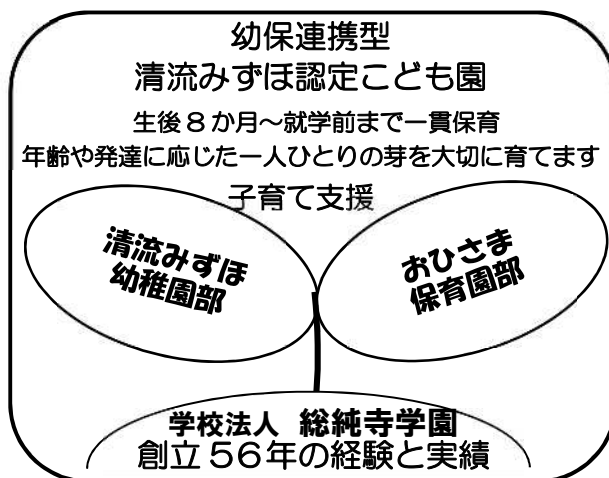 幼保連携型
清流みずほ認定こども園
生後8か月～就学前まで一貫保育
年齢や発達に応じた一人ひとりの芽を大切に育てます
子育て支援
清流みずほ
幼稚園部
おひさま
保育園部
学校法人 総純寺学園
創立56年の経験と実績